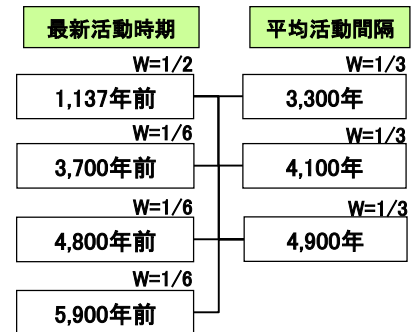 最新活動時期
平均活動間隔
W=1/2
1,137年前
W=1/3
3,300年
W=1/6
3,700年前
W=1/3
4,100年
W=1/6
4,800年前
W=1/3
4,900年
W=1/6
5,900年前